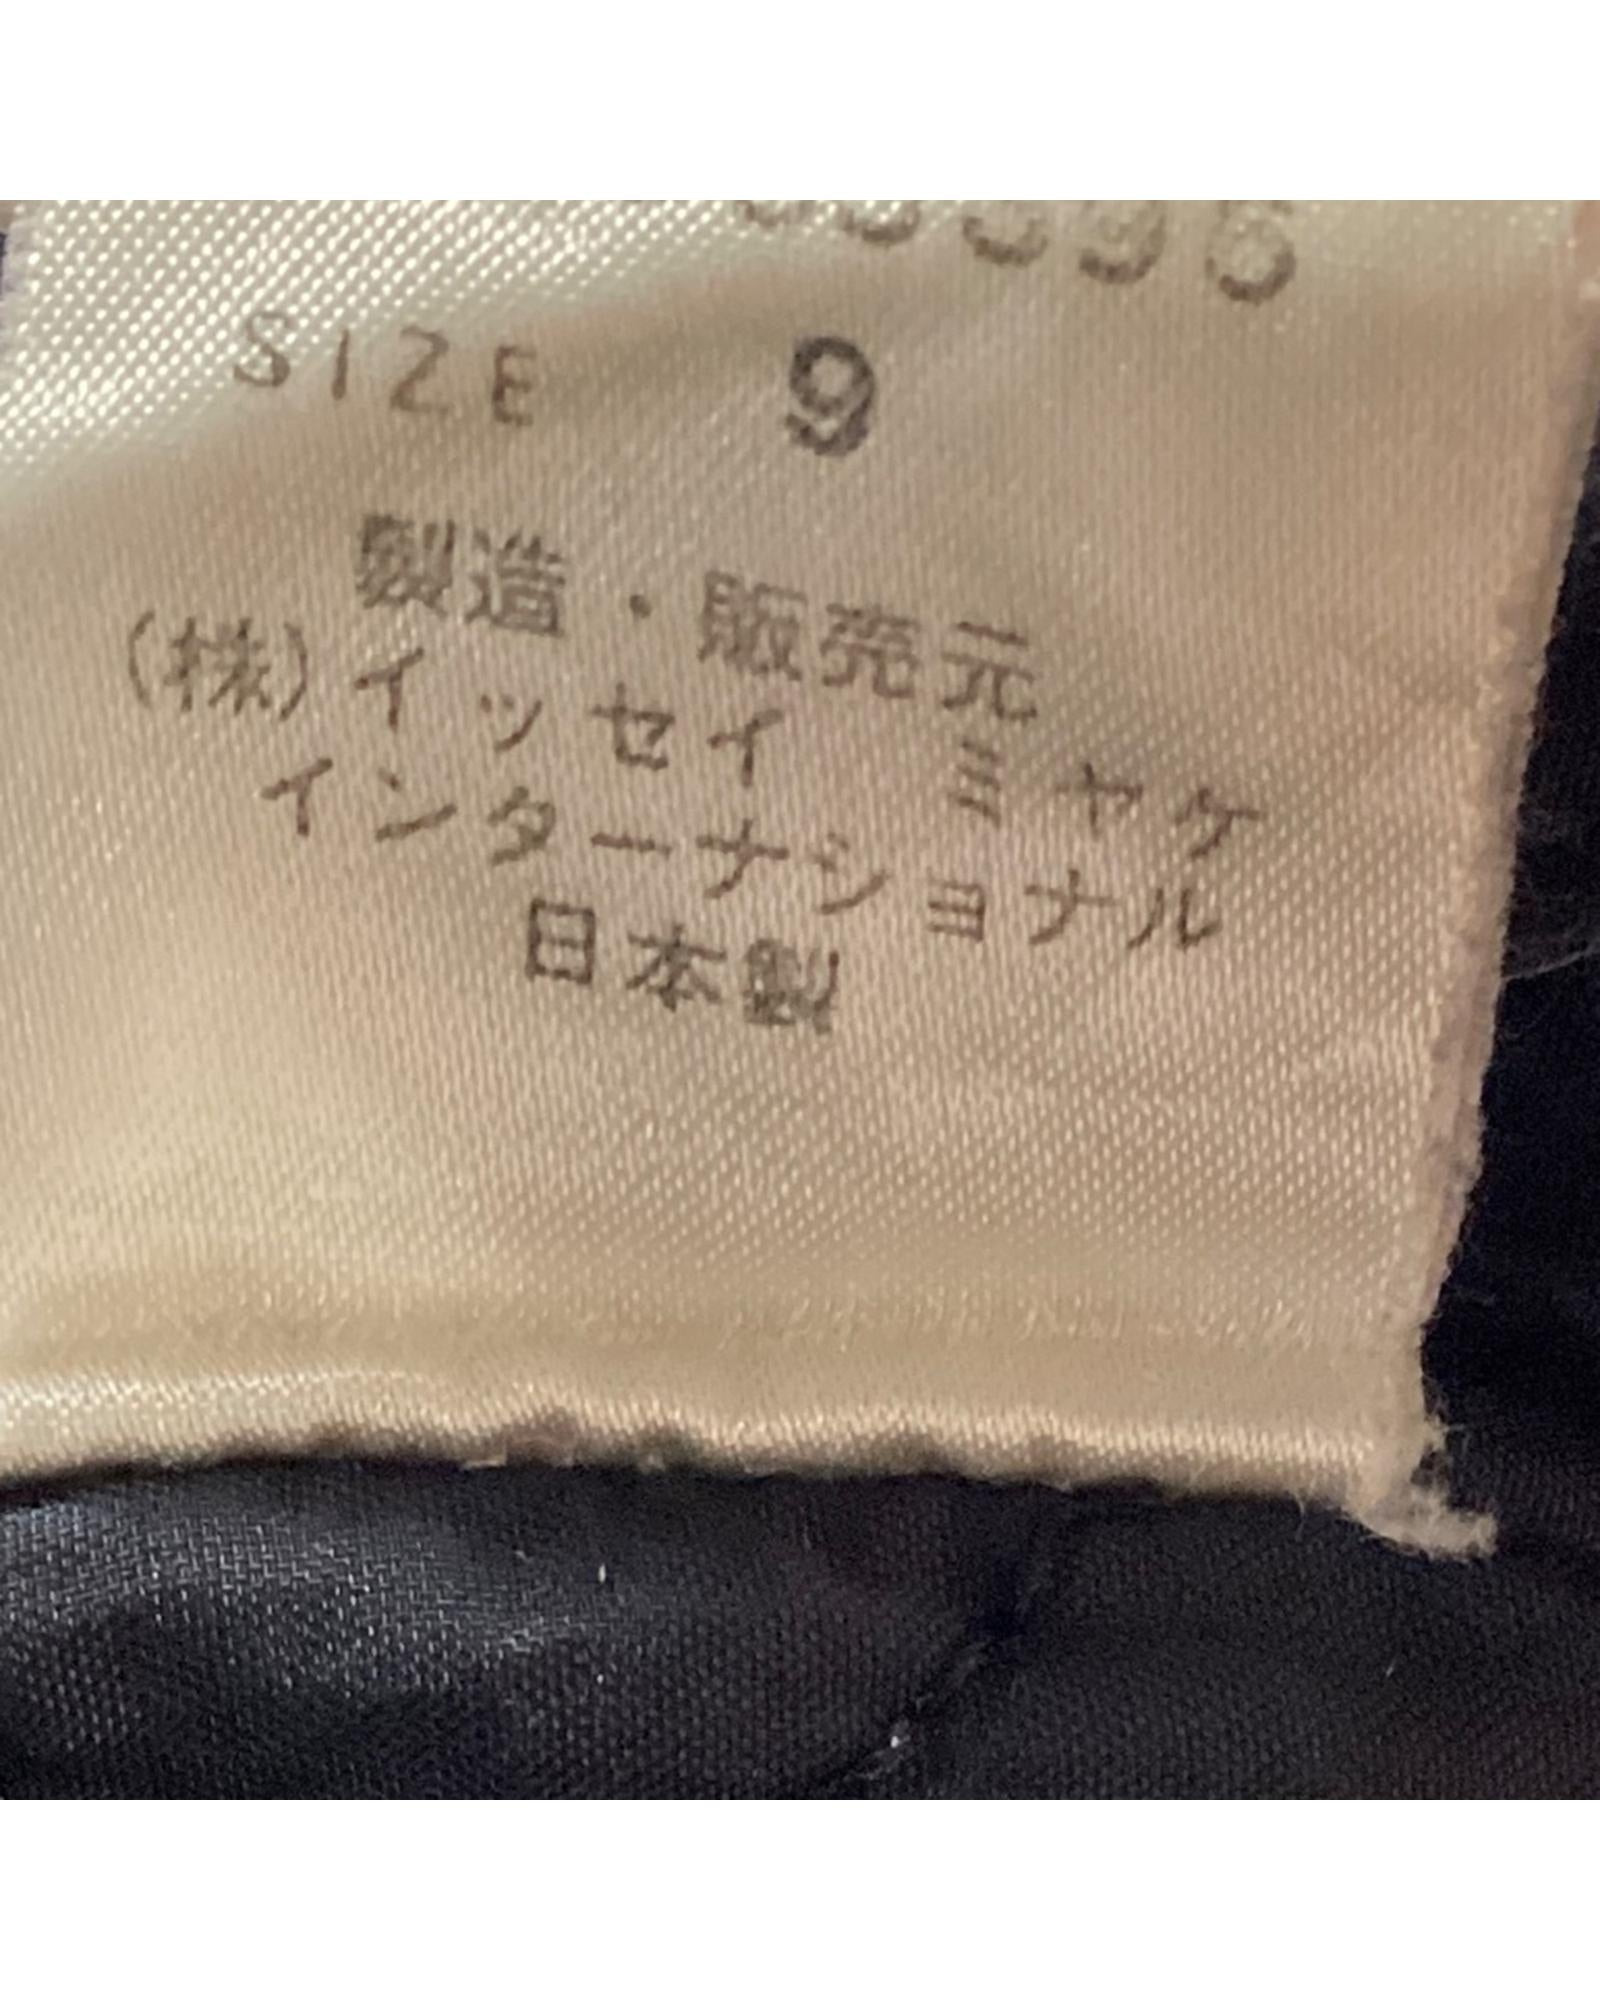 SIZE 9
製造・販売元
(株)イッセイ ミヤケ
インターナショナル
日本製